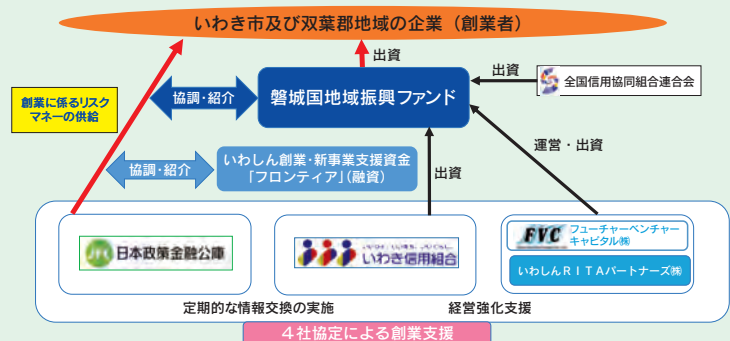 いわき市及び双葉郡地域の企業（創業者）
出資
創業に係るリスク
マネーの供給
協調・紹介
磐城国地域振興ファンド
出資
全国信用協同組合連合会
運営・出資
協調・紹介
いわしん創業・新事業支援資金
「フロンティア」（融資）
出資
JFC
日本政策金融公庫
いわき信用組合
FVC
フューチャーベンチャー
キャピタル㈱
いわしんＲＩＴＡパートナーズ㈱
定期的な情報交換の実施
経営強化支援
４社協定による創業支援